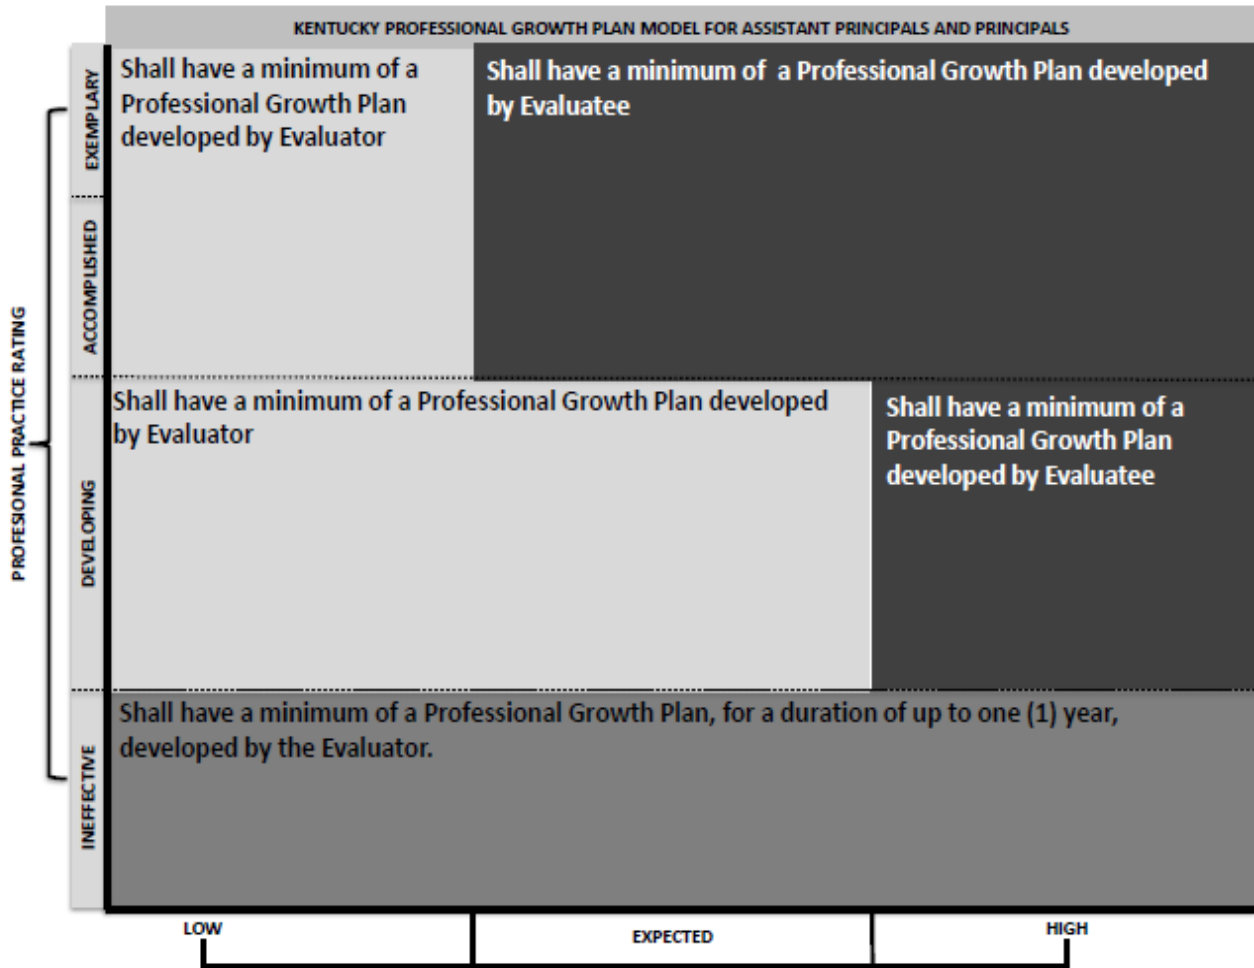 KENTUCKY PROFESSIONAL GROWTH PLAN MODEL FOR ASSISTANT PRINCIPALS AND PRINCIPALS
PROFESIONAL PRACTICE RATING
EXEMPLARY
Shall have a minimum of a
Professional Growth Plan
developed by Evaluator
Shall have a minimum of a Professional Growth Plan developed
by Evaluatee
ACCOMPLISHED
DEVELOPING
Shall have a minimum of a Professional Growth Plan developed
by Evaluator
Shall have a minimum of a
Professional Growth Plan
developed by Evaluatee
INEFFECTIVE
Shall have a minimum of a Professional Growth Plan, for a duration of up to one (1) year,
developed by the Evaluator.
LOW
EXPECTED
HIGH